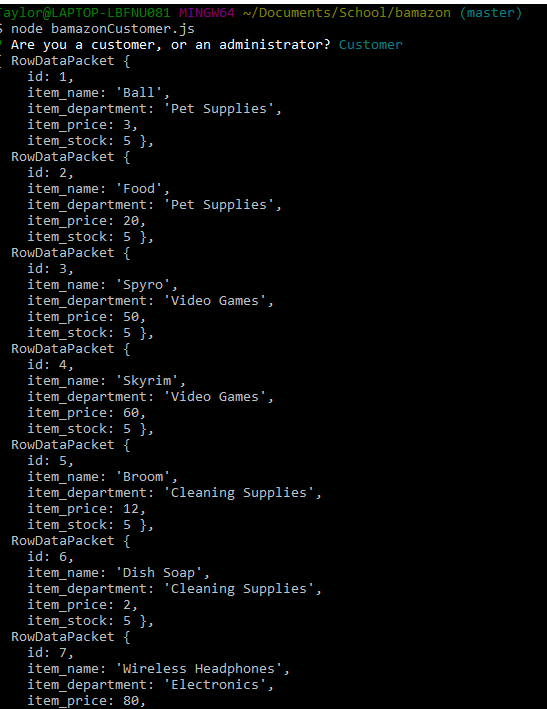 Taylor@LAPTOP-LBFNU081 MINGW64 ~/Documents/School/bamazon (master)
$ node bamazonCustomer.js
? Are you a customer, or an administrator? Customer
[ RowDataPacket {
    id: 1,
    item_name: 'Ball',
    item_department: 'Pet Supplies',
    item_price: 3,
    item_stock: 5 },
  RowDataPacket {
    id: 2,
    item_name: 'Food',
    item_department: 'Pet Supplies',
    item_price: 20,
    item_stock: 5 },
  RowDataPacket {
    id: 3,
    item_name: 'Spyro',
    item_department: 'Video Games',
    item_price: 50,
    item_stock: 5 },
  RowDataPacket {
    id: 4,
    item_name: 'Skyrim',
    item_department: 'Video Games',
    item_price: 60,
    item_stock: 5 },
  RowDataPacket {
    id: 5,
    item_name: 'Broom',
    item_department: 'Cleaning Supplies',
    item_price: 12,
    item_stock: 5 },
  RowDataPacket {
    id: 6,
    item_name: 'Dish Soap',
    item_department: 'Cleaning Supplies',
    item_price: 2,
    item_stock: 5 },
  RowDataPacket {
    id: 7,
    item_name: 'Wireless Headphones',
    item_department: 'Electronics',
    item_price: 80,